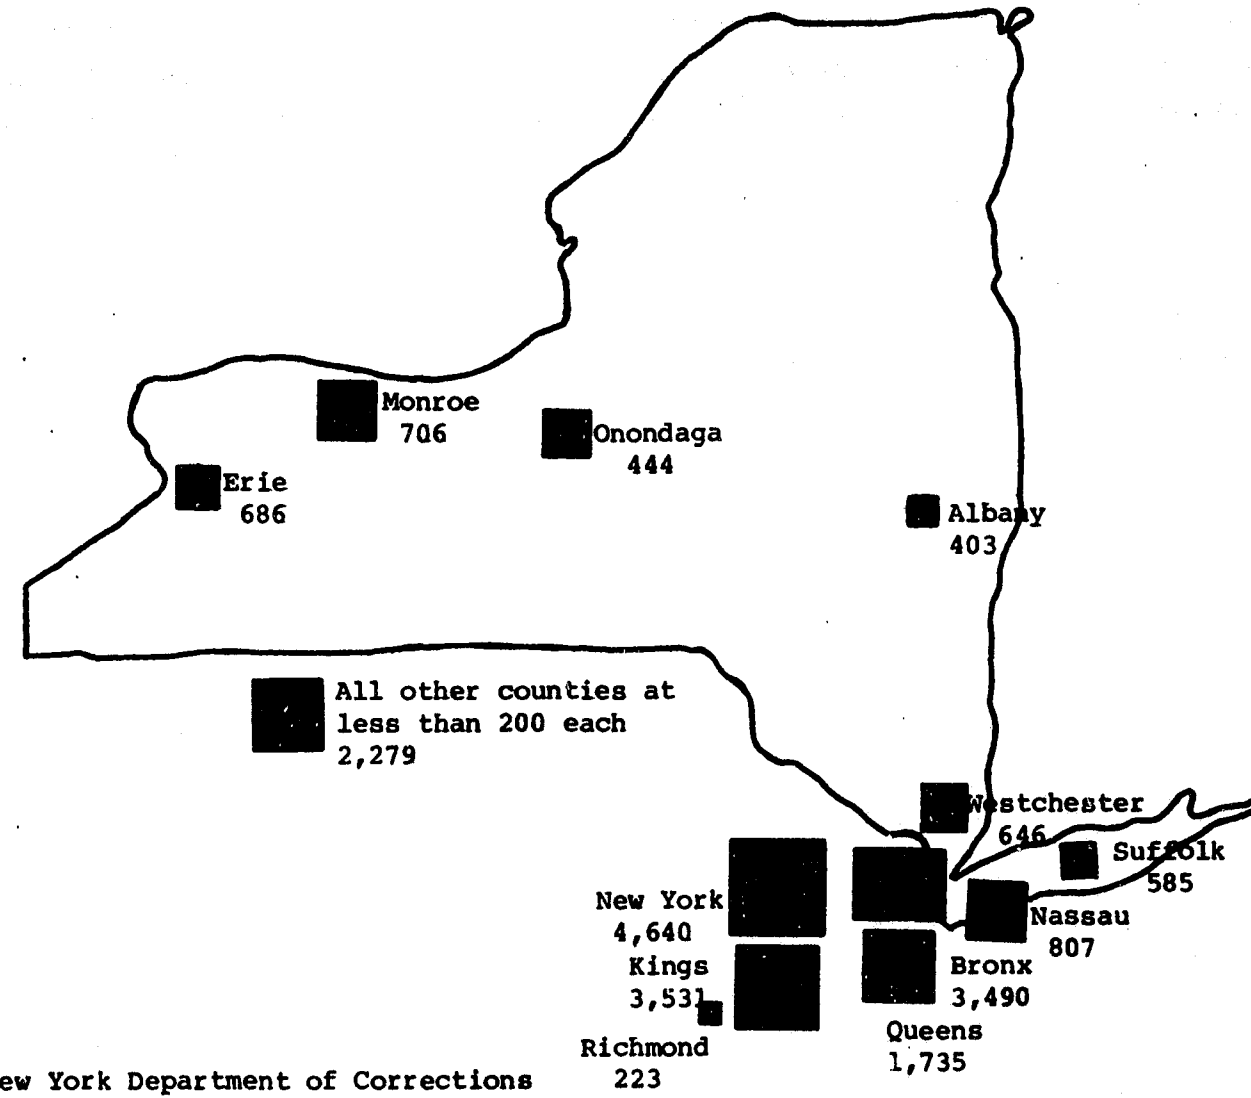 Monroe
706
Onondaga
444
Erie
686
Albany
403
All other counties at
less than 200 each
2,279
Westchester
646
Suffolk
585
New York
4,640
Nassau
807
Kings
3,531
Bronx
3,490
Queens
1,735
Richmond
223
ew York Department of Corrections